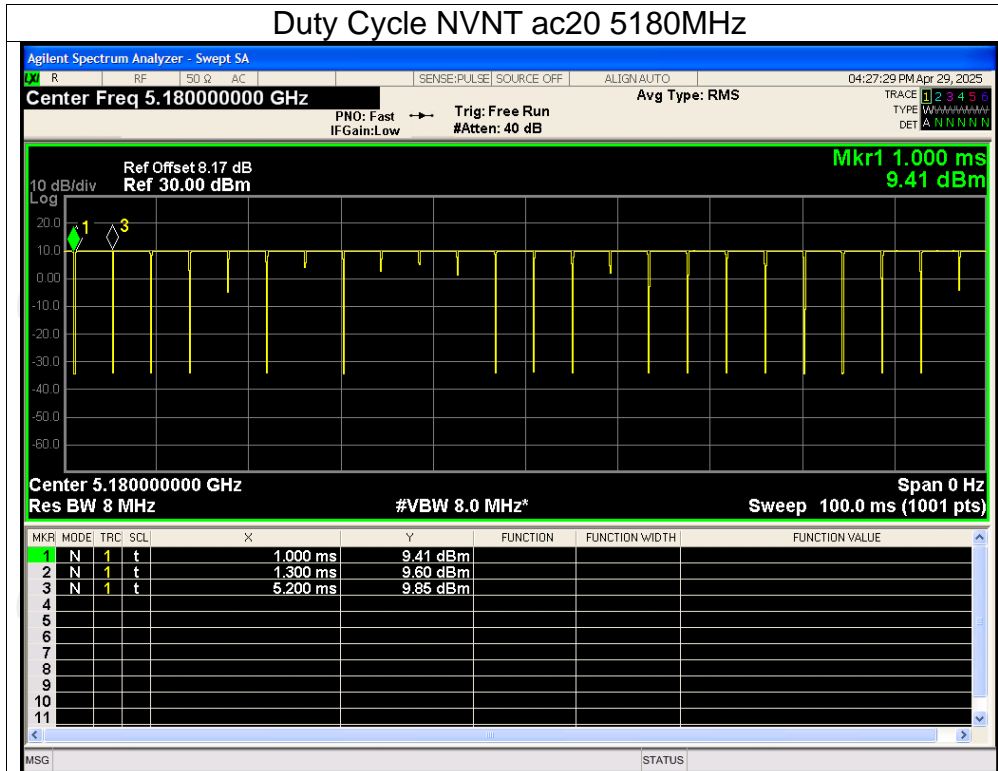 Duty Cycle NVNT ac20 5180MHz
Agilent Spectrum Analyzer - Swept SA
LXI R RF 50 Ω AC SENSE:PULSE SOURCE OFF ALIGN AUTO 04:27:29 PM Apr 29, 2025
Center Freq 5.180000000 GHz Avg Type: RMS TRACE 1 2 3 4 5 6
PNO: Fast Trig: Free Run TYPE WWWWWW
IFGain:Low #Atten: 40 dB DET A N N N N N
Mkr1 1.000 ms
Ref Offset 8.17 dB
10 dB/div Ref 30.00 dBm 9.41 dBm
Log
20.0
1 3
10.0
0.00
-10.0
-20.0
-30.0
-40.0
-50.0
-60.0
Center 5.180000000 GHz Span 0 Hz
Res BW 8 MHz #VBW 8.0 MHz* Sweep 100.0 ms (1001 pts)
MKR MODE TRC SCL X Y FUNCTION FUNCTION WIDTH FUNCTION VALUE
1 N 1 t 1.000 ms 9.41 dBm
2 N 1 t 1.300 ms 9.60 dBm
3 N 1 t 5.200 ms 9.85 dBm
4
5
6
7
8
9
10
11
MSG STATUS